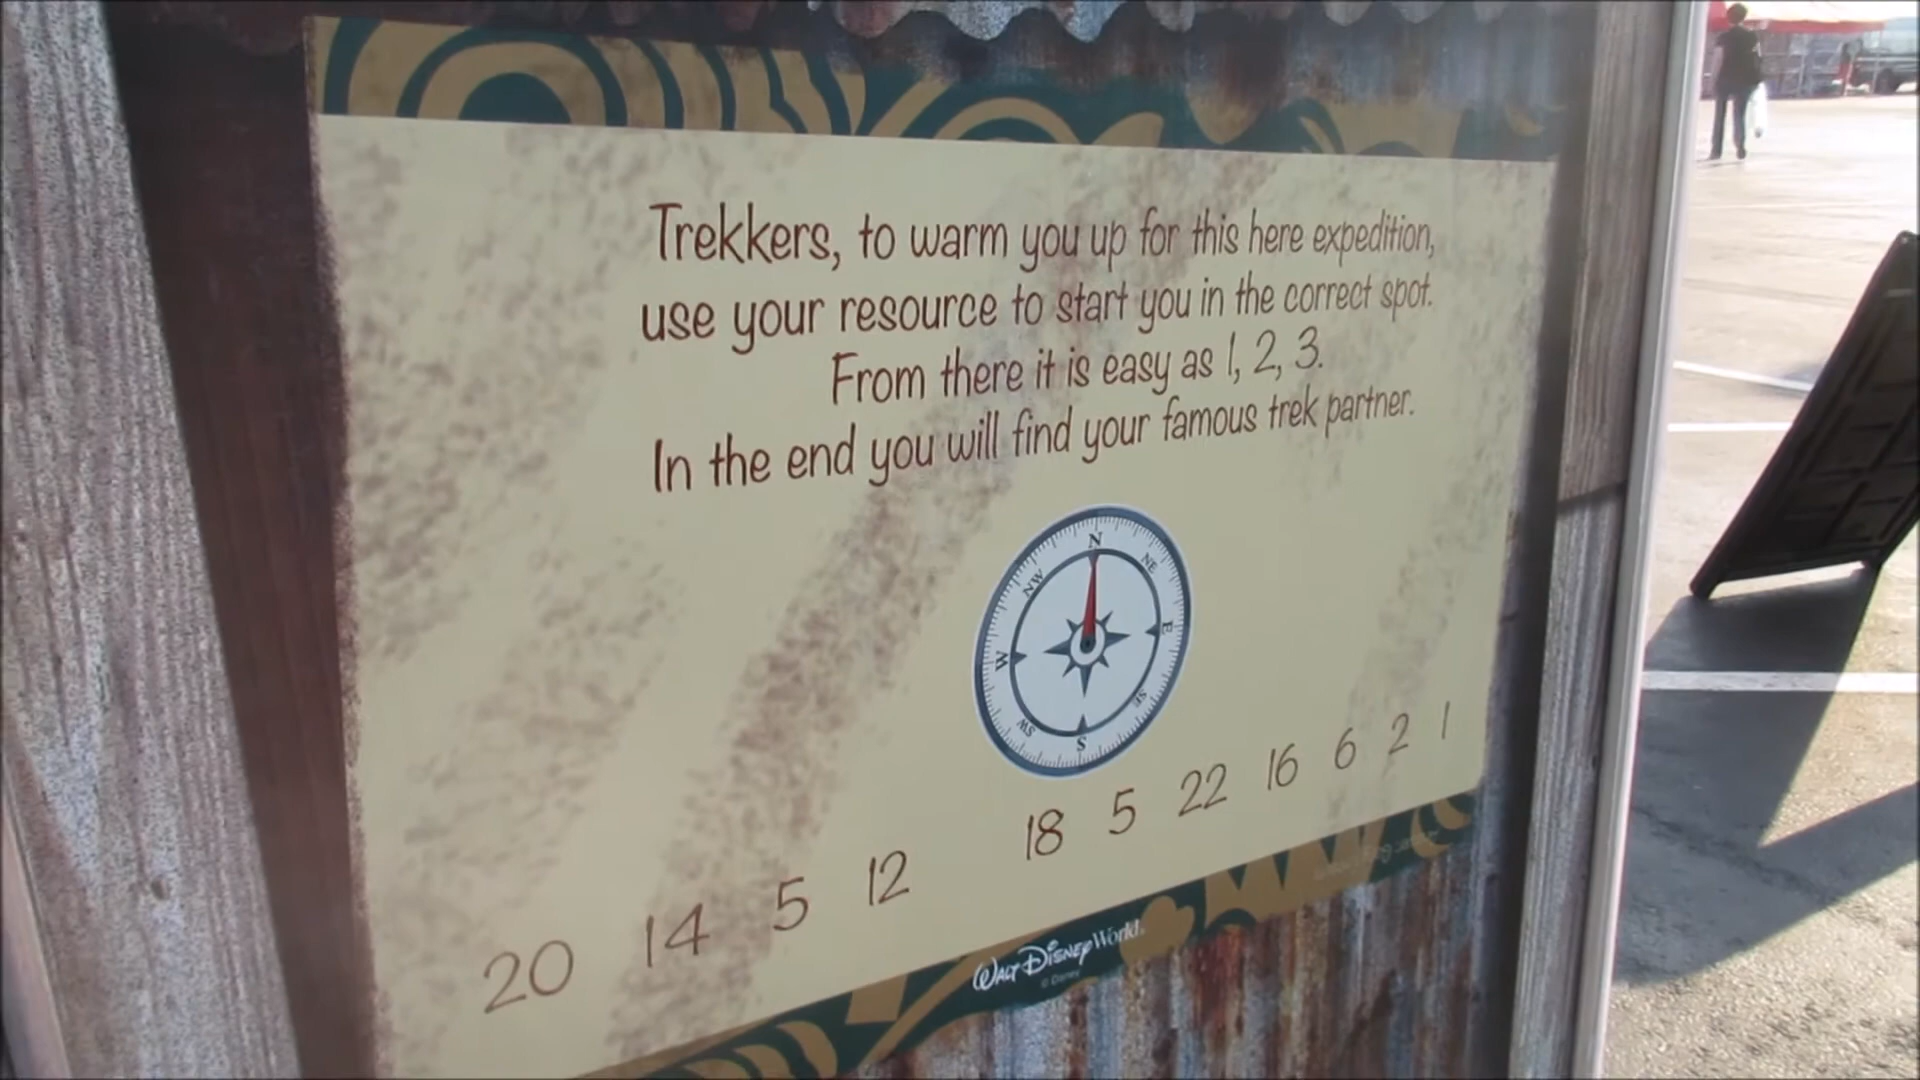 Trekkers, to warm you up for this here expedition,
use your resource to start you in the correct spot.
From there it is easy as 1, 2, 3.
In the end you will find your famous trek partner.
N
NW NE
W E
SW SE
S
20 14 5 12 18 5 22 16 6 2 1
WALT DISNEY World.
© Disney